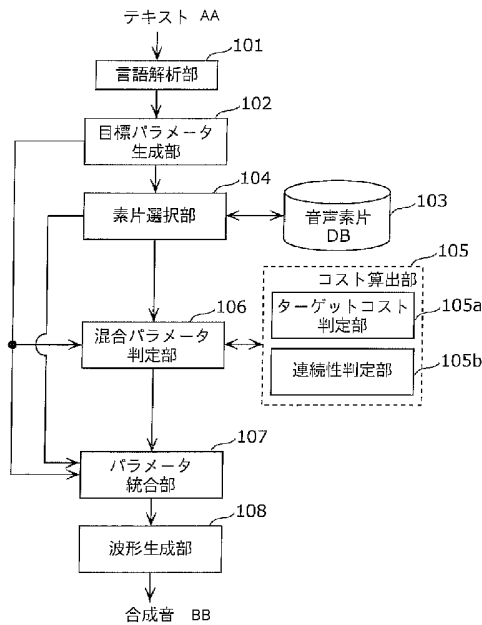 テキスト AA
101
言語解析部
102
目標パラメータ
生成部
104
素片選択部
音声素片
DB
103
105
コスト算出部
ターゲットコスト
判定部
105a
106
混合パラメータ
判定部
連続性判定部
105b
107
パラメータ
統合部
108
波形生成部
合成音 BB